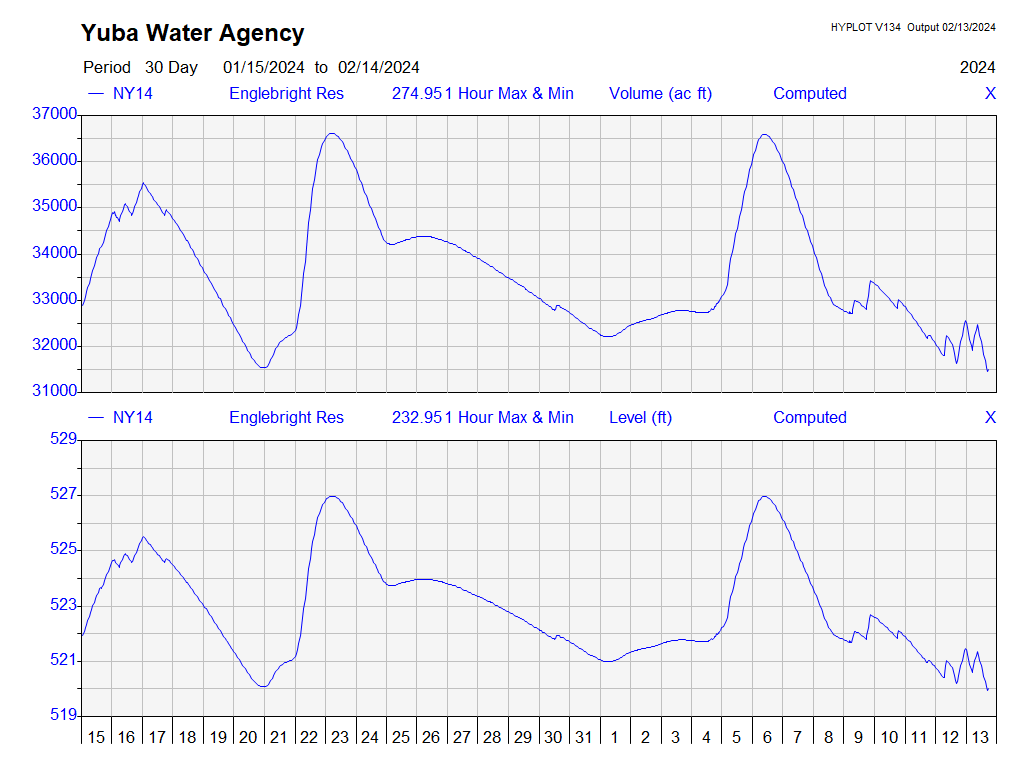 Yuba Water Agency
HYPLOT V134 Output 02/13/2024
Period 30 Day 01/15/2024 to 02/14/2024
2024
NY14 Englebright Res 274.951 Hour Max & Min Volume (ac ft) Computed X
37000
36000
35000
34000
33000
32000
31000
NY14 Englebright Res 232.951 Hour Max & Min Level (ft) Computed X
529
527
525
523
521
519
15 16 17 18 19 20 21 22 23 24 25 26 27 28 29 30 31 1 2 3 4 5 6 7 8 9 10 11 12 13